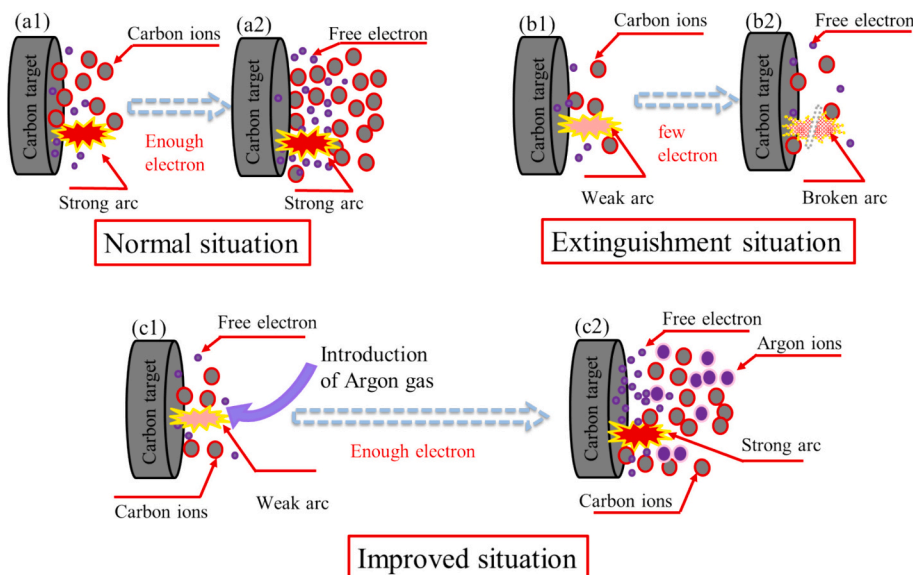 (a1)
Carbon ions
(a2)
Free electron
Carbon target
Enough
electron
Carbon target
Strong arc
Strong arc
Normal situation
(b1)
Carbon ions
(b2)
Free electron
Carbon target
few
electron
Carbon target
Weak arc
Broken arc
Extinguishment situation
(c1)
Free electron
Introduction
of Argon gas
Carbon target
Enough electron
Carbon ions
Weak arc
(c2)
Free electron
Argon ions
Carbon target
Strong arc
Carbon ions
Improved situation